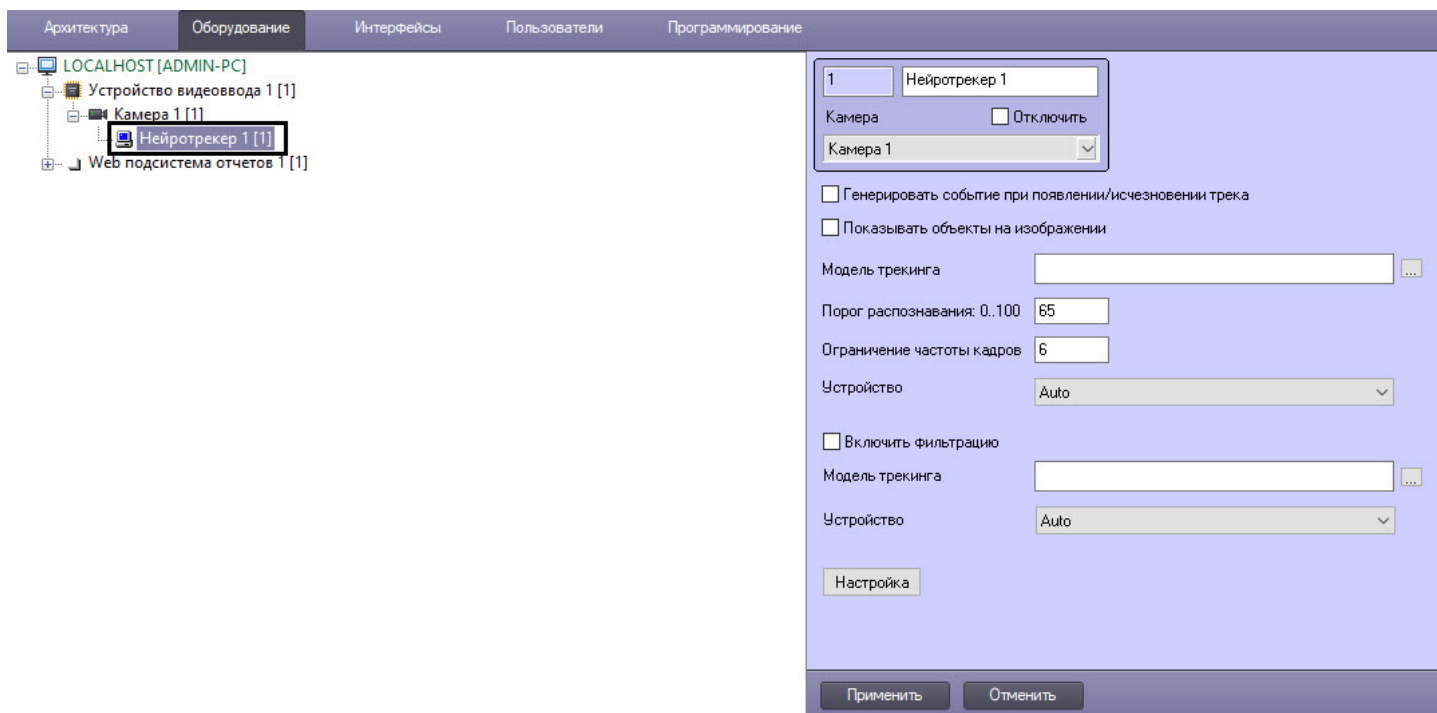 Архитектура Оборудование Интерфейсы Пользователи Программирование
LOCALHOST [ADMIN-PC]
Устройство видеоввода 1 [1]
Камера 1 [1]
Нейротрекер 1 [1]
Web подсистема отчетов 1 [1]
1 Нейротрекер 1
Камера Отключить
Камера 1
Генерировать событие при появлении/исчезновении трека
Показывать объекты на изображении
Модель трекинга ...
Порог распознавания: 0..100 65
Ограничение частоты кадров 6
Устройство Auto
Включить фильтрацию
Модель трекинга ...
Устройство Auto
Настройка
Применить Отменить